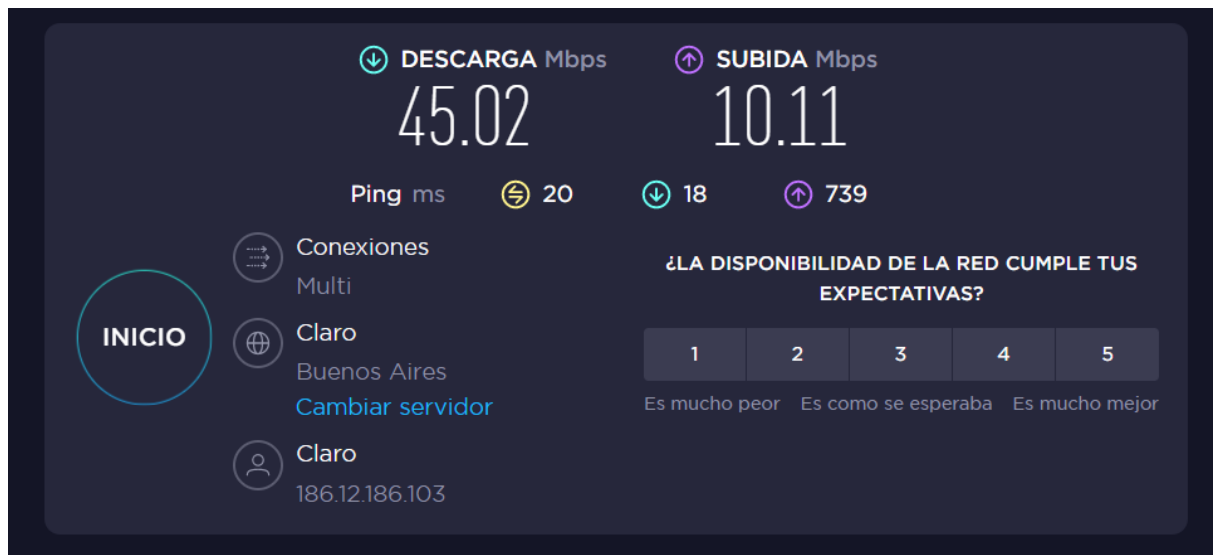 DESCARGA Mbps
45.02
SUBIDA Mbps
10.11
Ping ms 20 18 739
INICIO
Conexiones
Multi
Claro
Buenos Aires
Cambiar servidor
Claro
186.12.186.103
¿LA DISPONIBILIDAD DE LA RED CUMPLE TUS
EXPECTATIVAS?
1 2 3 4 5
Es mucho peor Es como se esperaba Es mucho mejor